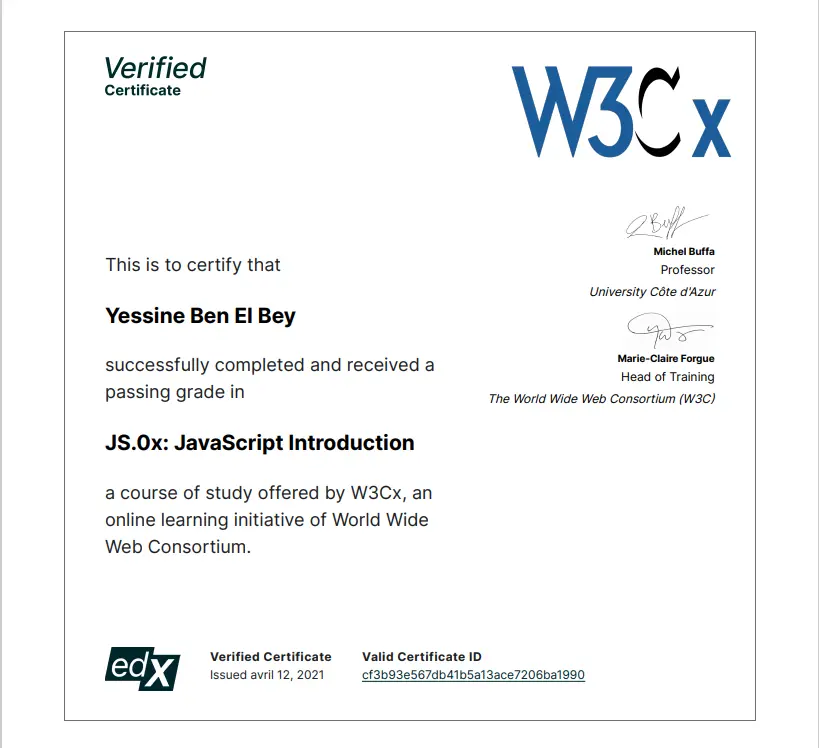 Verified
Certificate
W3Cx
This is to certify that
Yessine Ben El Bey
successfully completed and received a
passing grade in
JS.0x: JavaScript Introduction
a course of study offered by W3Cx, an
online learning initiative of World Wide
Web Consortium.
Michel Buffa
Professor
University Côte d'Azur
Marie-Claire Forgue
Head of Training
The World Wide Web Consortium (W3C)
edX
Verified Certificate
Issued avril 12, 2021
Valid Certificate ID
cf3b93e567db41b5a13ace7206ba1990